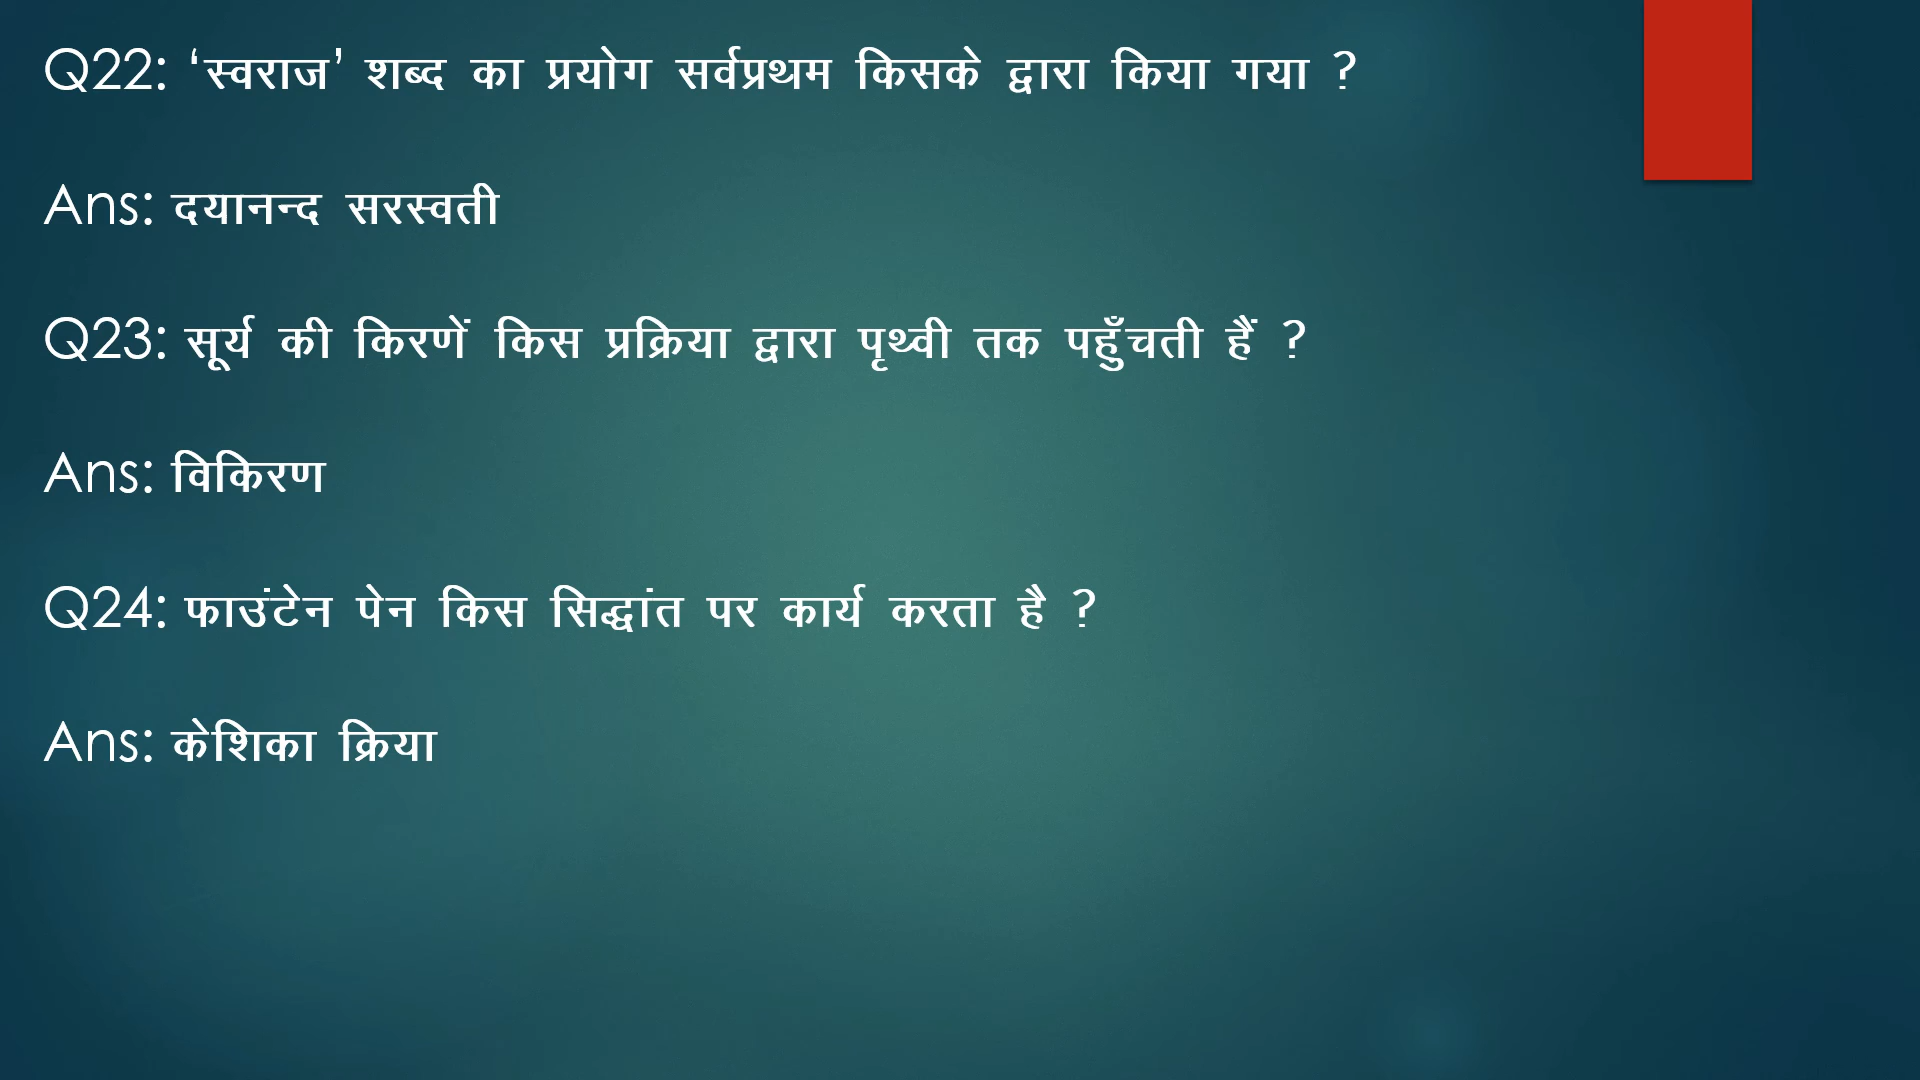 Q22: ‘स्वराज’ शब्द का प्रयोग सर्वप्रथम किसके द्वारा किया गया ?
Ans: दयानन्द सरस्वती
Q23: सूर्य की किरणें किस प्रक्रिया द्वारा पृथ्वी तक पहुँचती हैं ?
Ans: विकिरण
Q24: फाउंटेन पेन किस सिद्धांत पर कार्य करता है ?
Ans: केशिका क्रिया